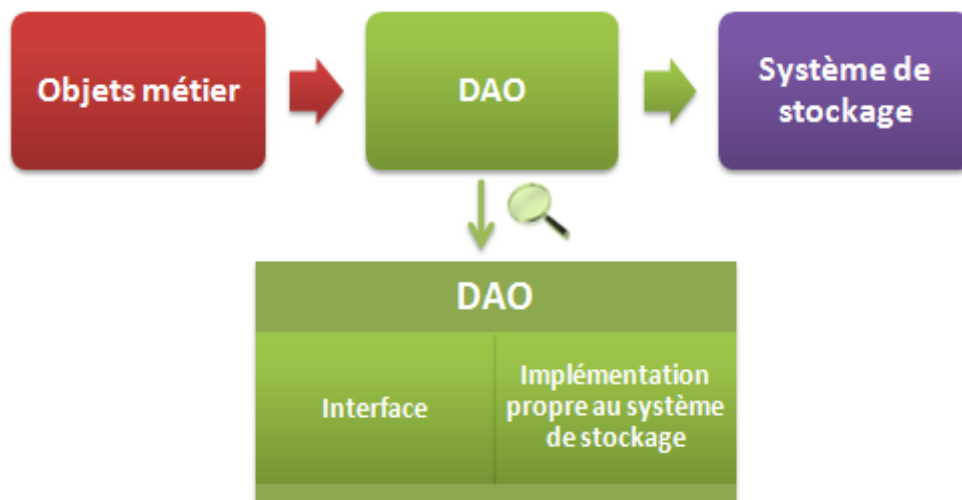 Objets métier
DAO
Système de
stockage
DAO
Interface
Implémentation
propre au système
de stockage